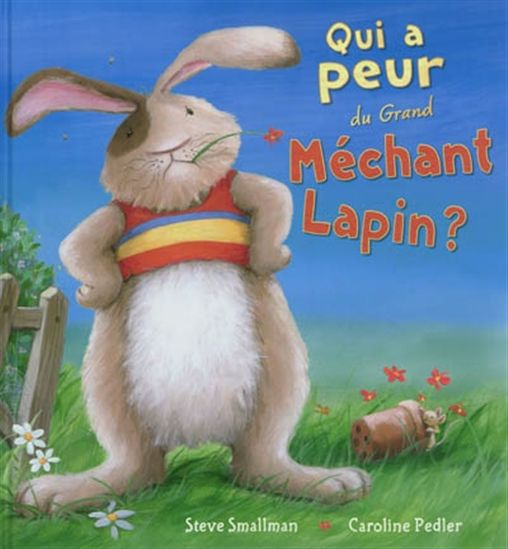 Qui a
peur
du Grand
Méchant
Lapin?
Steve Smallman
Caroline Pedler